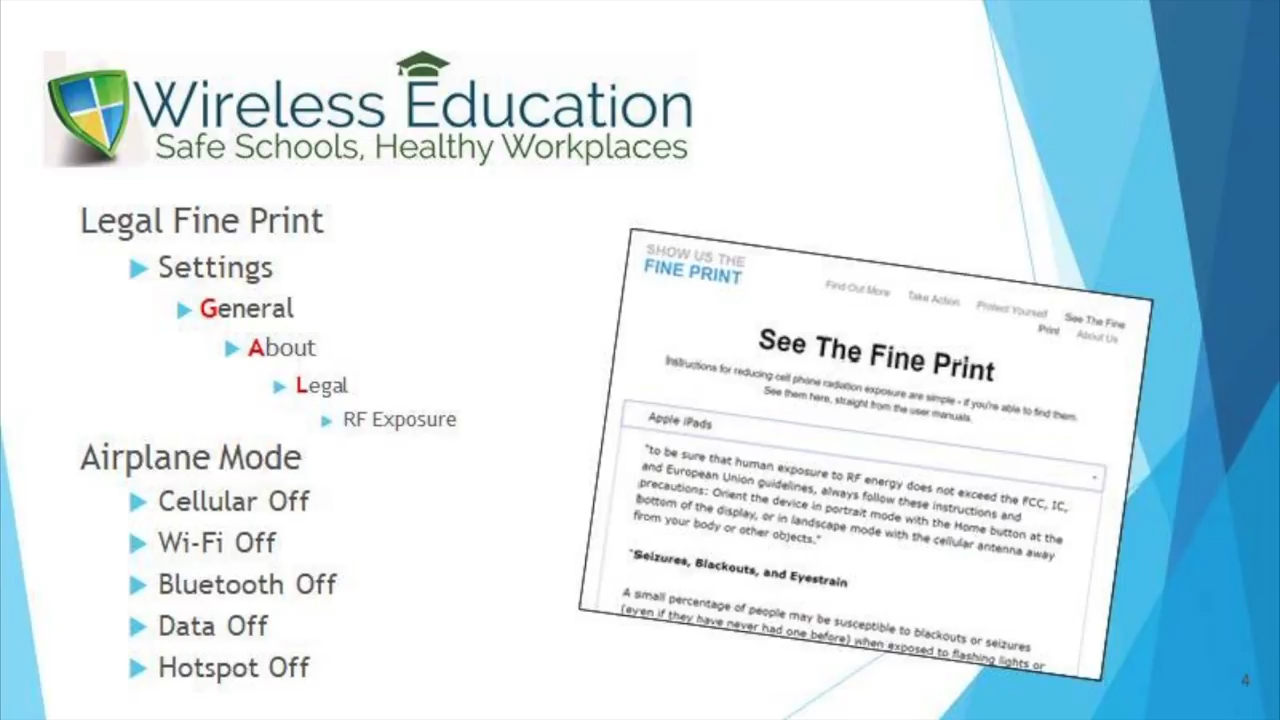 Wireless Education
Safe Schools, Healthy Workplaces
Legal Fine Print
Settings
General
About
Legal
RF Exposure
Airplane Mode
Cellular Off
Wi-Fi Off
Bluetooth Off
Data Off
Hotspot Off
SHOW US THE
FINE PRINT
Find Out More Take Action Protect Yourself See The Fine
Print About Us
See The Fine Print
Instructions for reducing cell phone radiation exposure are simple - if you're able to find them.
See them here, straight from the user manuals.
Apple iPads
"to be sure that human exposure to RF energy does not exceed the FCC, IC,
and European Union guidelines, always follow these instructions and
precautions: Orient the device in portrait mode with the Home button at the
bottom of the display, or in landscape mode with the cellular antenna away
from your body or other objects."
"Seizures, Blackouts, and Eyestrain
A small percentage of people may be susceptible to blackouts or seizures
(even if they have never had one before) when exposed to flashing lights or
4